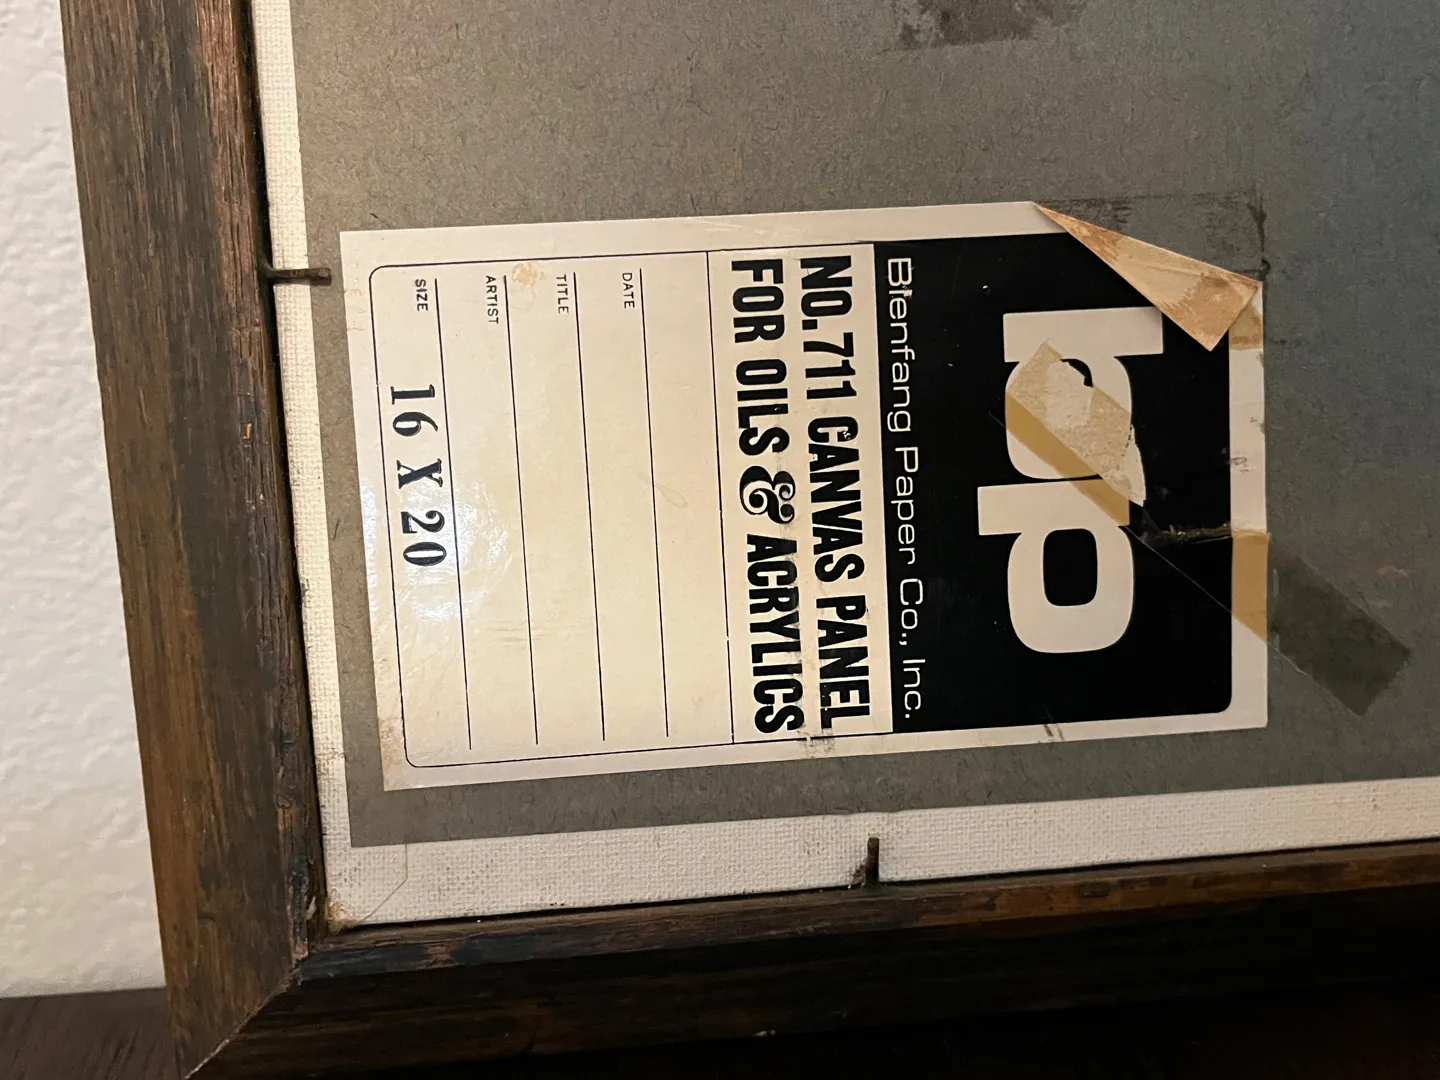 bp
Bienfang Paper Co., Inc.
NO. 711 CANVAS PANEL
FOR OILS & ACRYLICS
DATE
TITLE
ARTIST
SIZE 16 X 20